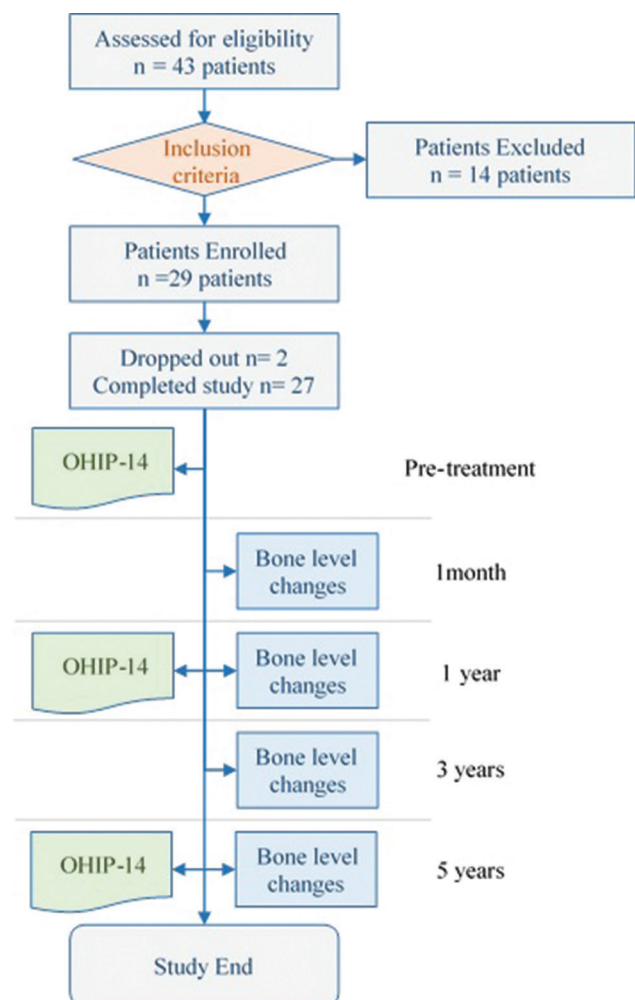 Assessed for eligibility
n = 43 patients
Inclusion
criteria
Patients Excluded
n = 14 patients
Patients Enrolled
n =29 patients
Dropped out n= 2
Completed study n= 27
OHIP-14
Pre-treatment
Bone level
changes
1month
OHIP-14
Bone level
changes
1 year
Bone level
changes
3 years
OHIP-14
Bone level
changes
5 years
Study End